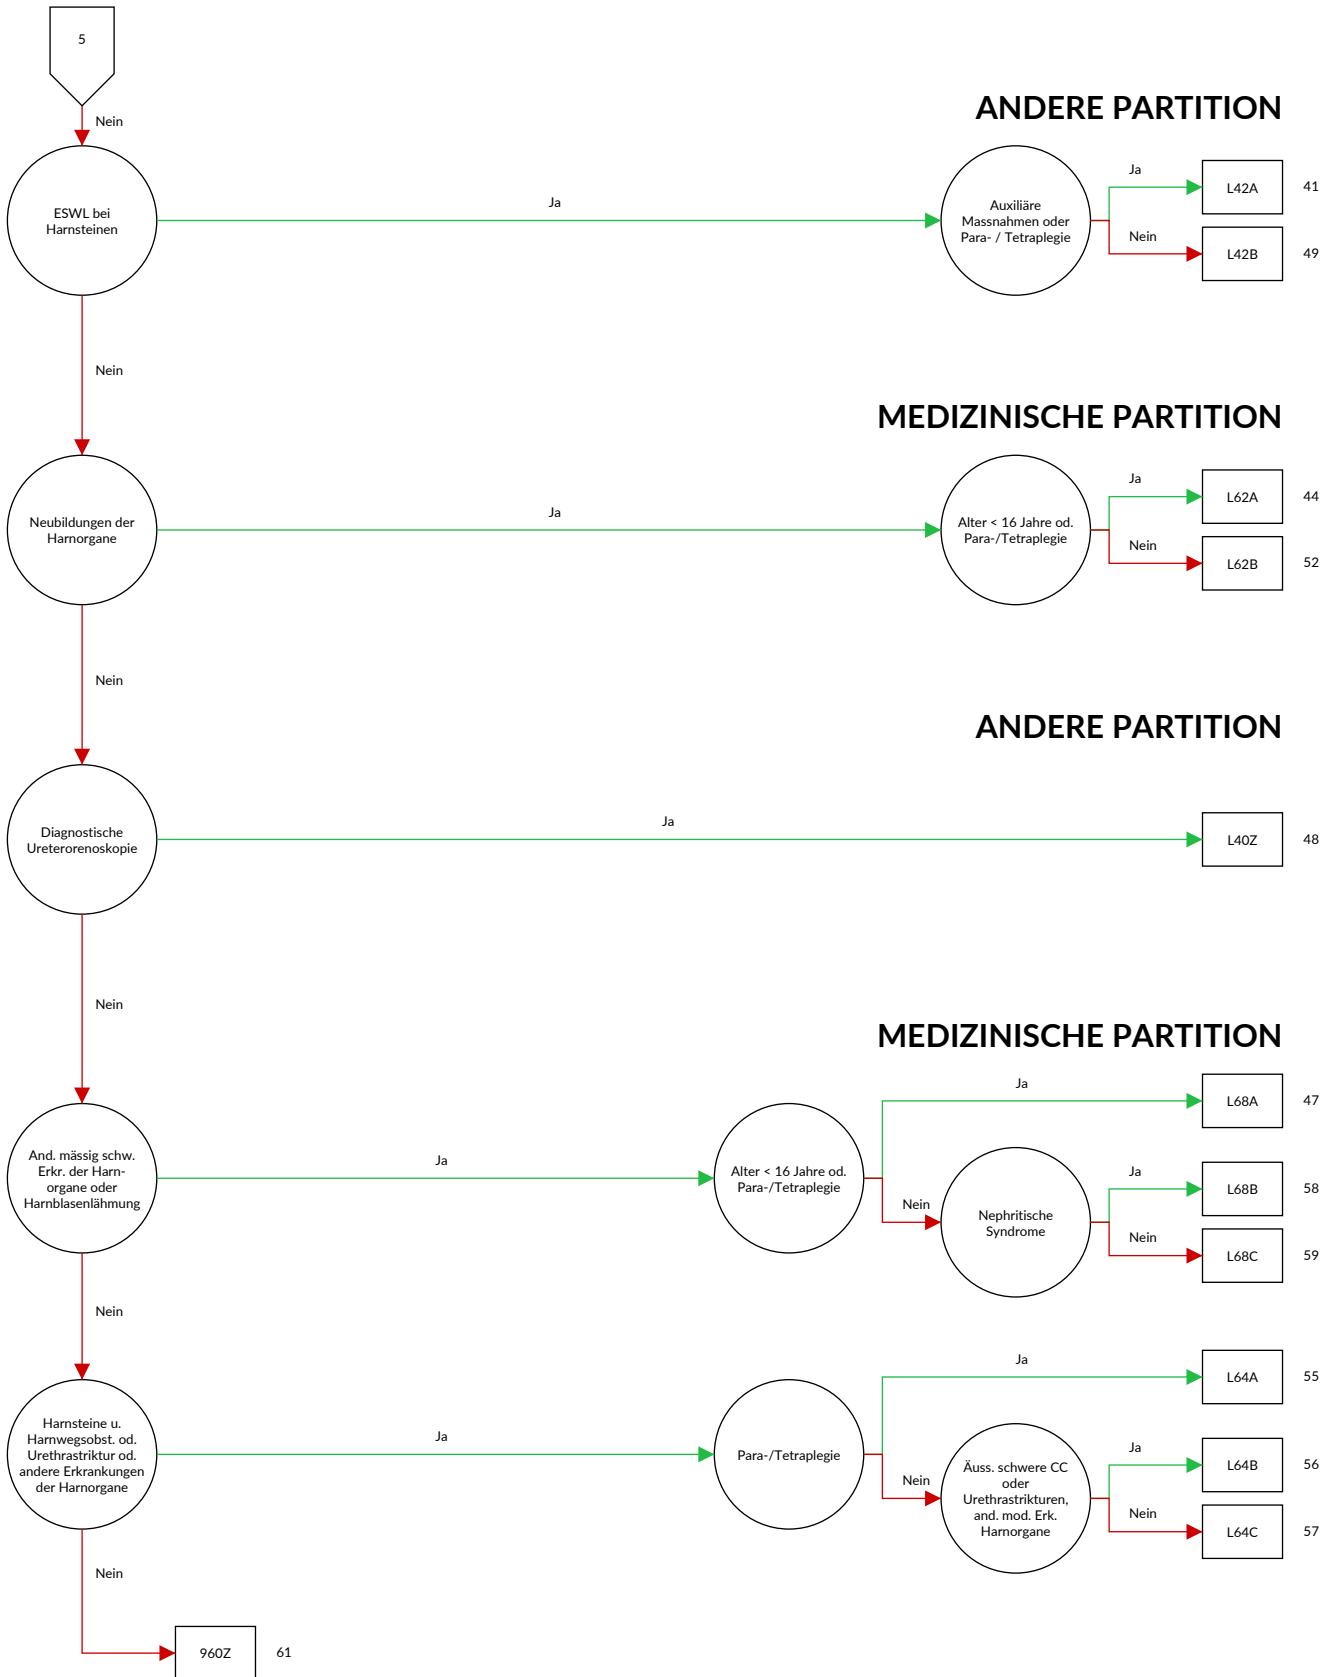 5
Nein
ANDERE PARTITION
ESWL bei
Harnsteinen
Ja
Auxiliäre
Massnahmen oder
Para- / Tetraplegie
Ja
L42A
41
Nein
L42B
49
Nein
MEDIZINISCHE PARTITION
Neubildungen der
Harnorgane
Ja
Alter < 16 Jahre od.
Para-/Tetraplegie
Ja
L62A
44
Nein
L62B
52
Nein
ANDERE PARTITION
Diagnostische
Ureterorenoskopie
Ja
L40Z
48
Nein
MEDIZINISCHE PARTITION
And. mässig schw.
Erkr. der Harn-
organe oder
Harnblasenlähmung
Ja
Alter < 16 Jahre od.
Para-/Tetraplegie
Ja
L68A
47
Nein
Nephritische
Syndrome
Ja
L68B
58
Nein
L68C
59
Nein
Harnsteine u.
Harnwegsobst. od.
Urethrastriktur od.
andere Erkrankungen
der Harnorgane
Ja
Para-/Tetraplegie
Ja
L64A
55
Nein
Äuss. schwere CC
oder
Urethrastrikturen,
and. mod. Erk.
Harnorgane
Ja
L64B
56
Nein
L64C
57
Nein
960Z
61